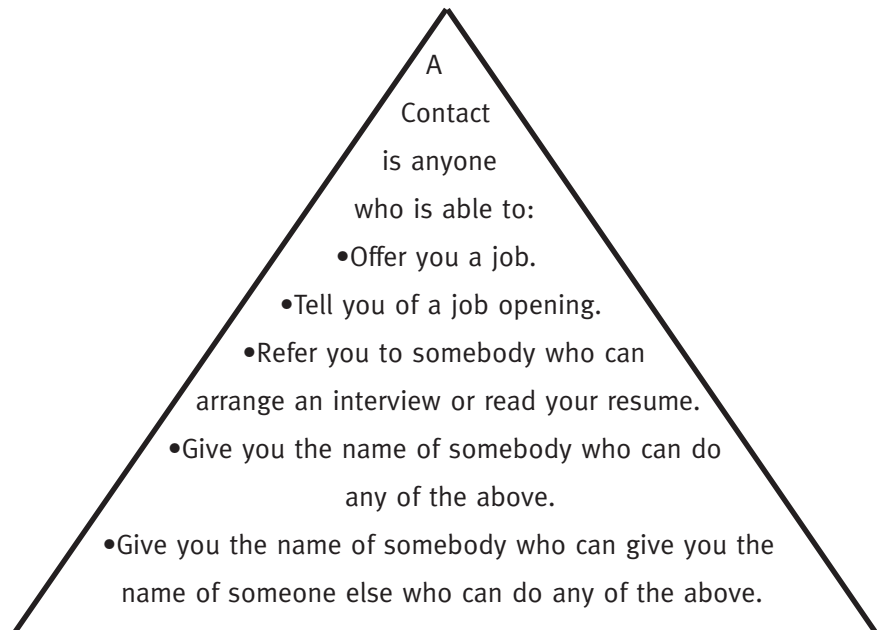 A
Contact
is anyone
who is able to:
•Offer you a job.
•Tell you of a job opening.
•Refer you to somebody who can
arrange an interview or read your resume.
•Give you the name of somebody who can do
any of the above.
•Give you the name of somebody who can give you the
name of someone else who can do any of the above.